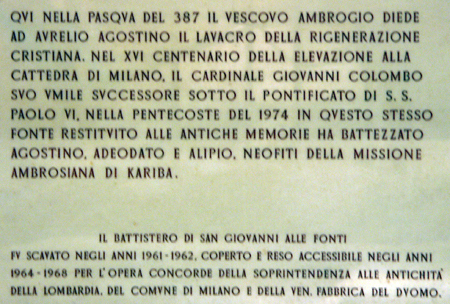 QVI NELLA PASQVA DEL 387 IL VESCOVO AMBROGIO DIEDE
AD AVRELIO AGOSTINO IL LAVACRO DELLA RIGENERAZIONE
CRISTIANA. NEL XVI CENTENARIO DELLA ELEVAZIONE ALLA
CATTEDRA DI MILANO, IL CARDINALE GIOVANNI COLOMBO
SVO VMILE SVCCESSORE SOTTO IL PONTIFICATO DI S. S.
PAOLO VI, NELLA PENTECOSTE DEL 1974 IN QVESTO STESSO
FONTE RESTITVITO ALLE ANTICHE MEMORIE HA BATTEZZATO
AGOSTINO, ADEODATO E ALIPIO, NEOFITI DELLA MISSIONE
AMBROSIANA DI KARIBA.
IL BATTISTERO DI SAN GIOVANNI ALLE FONTI
FV SCAVATO NEGLI ANNI 1961-1962, COPERTO E RESO ACCESSIBILE NEGLI ANNI
1964-1968 PER L'OPERA CONCORDE DELLA SOPRINTENDENZA ALLE ANTICHITÀ
DELLA LOMBARDIA, DEL COMVNE DI MILANO E DELLA VEN. FABBRICA DEL DVOMO.